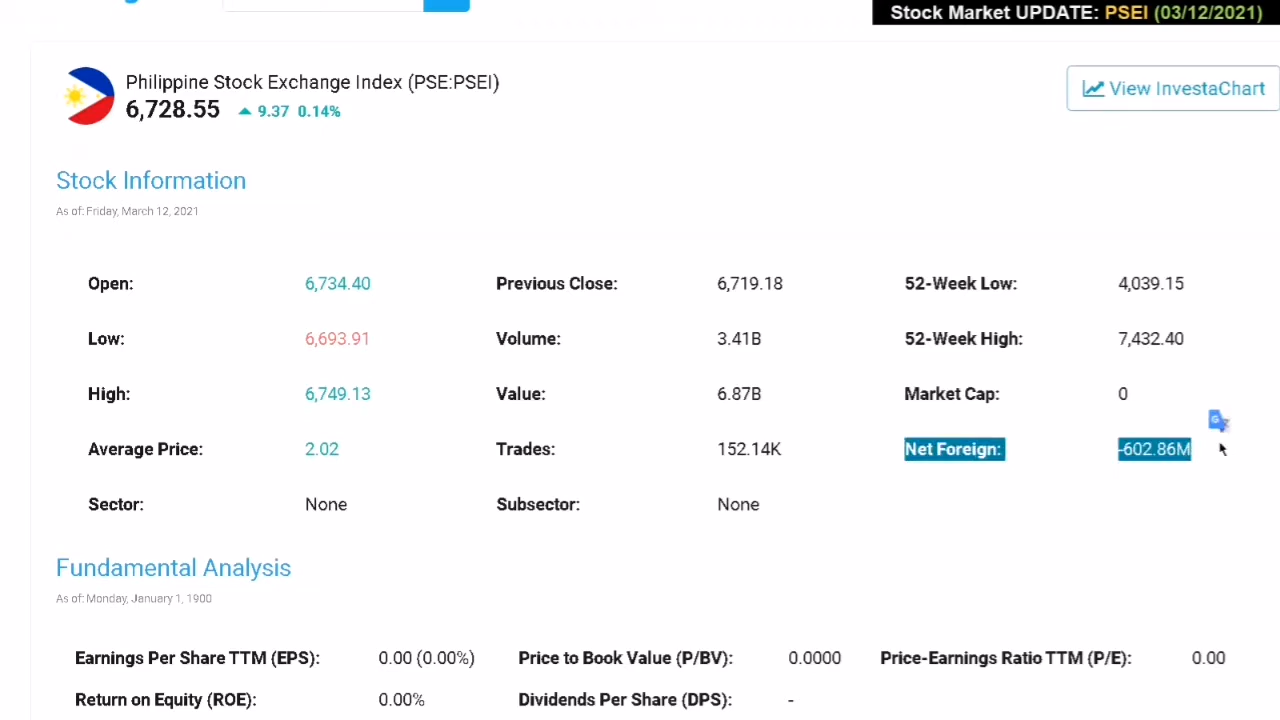 Stock Market UPDATE: PSEI (03/12/2021)
Philippine Stock Exchange Index (PSE:PSEI)
6,728.55 9.37 0.14%
View InvestaChart
Stock Information
As of: Friday, March 12, 2021
Open: 6,734.40 Previous Close: 6,719.18 52-Week Low: 4,039.15
Low: 6,693.91 Volume: 3.41B 52-Week High: 7,432.40
High: 6,749.13 Value: 6.87B Market Cap: 0
Average Price: 2.02 Trades: 152.14K Net Foreign: -602.86M
Sector: None Subsector: None
Fundamental Analysis
As of: Monday, January 1, 1900
Earnings Per Share TTM (EPS): 0.00 (0.00%) Price to Book Value (P/BV): 0.0000 Price-Earnings Ratio TTM (P/E): 0.00
Return on Equity (ROE): 0.00% Dividends Per Share (DPS): -